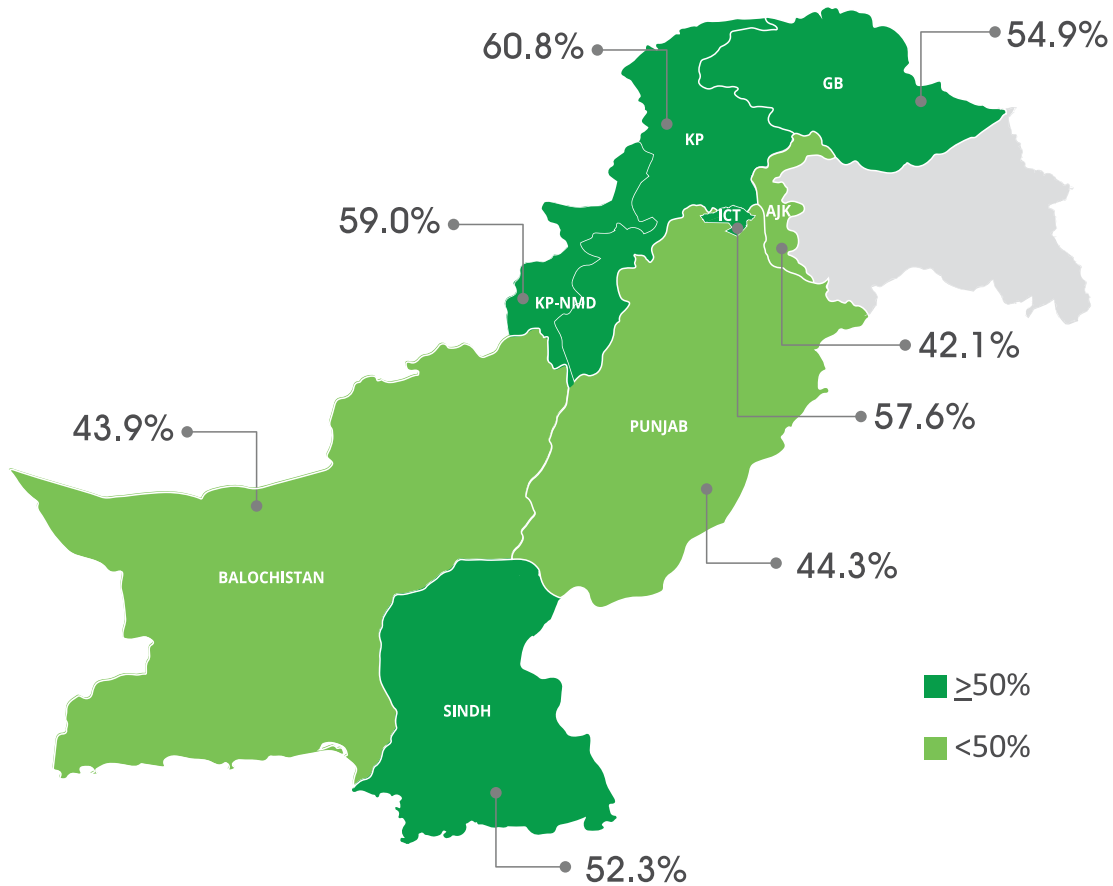 60.8%
54.9%
GB
KP
59.0%
ICT
AJK
KP-NMD
42.1%
43.9%
57.6%
PUNJAB
44.3%
BALOCHISTAN
≥50%
SINDH
<50%
52.3%